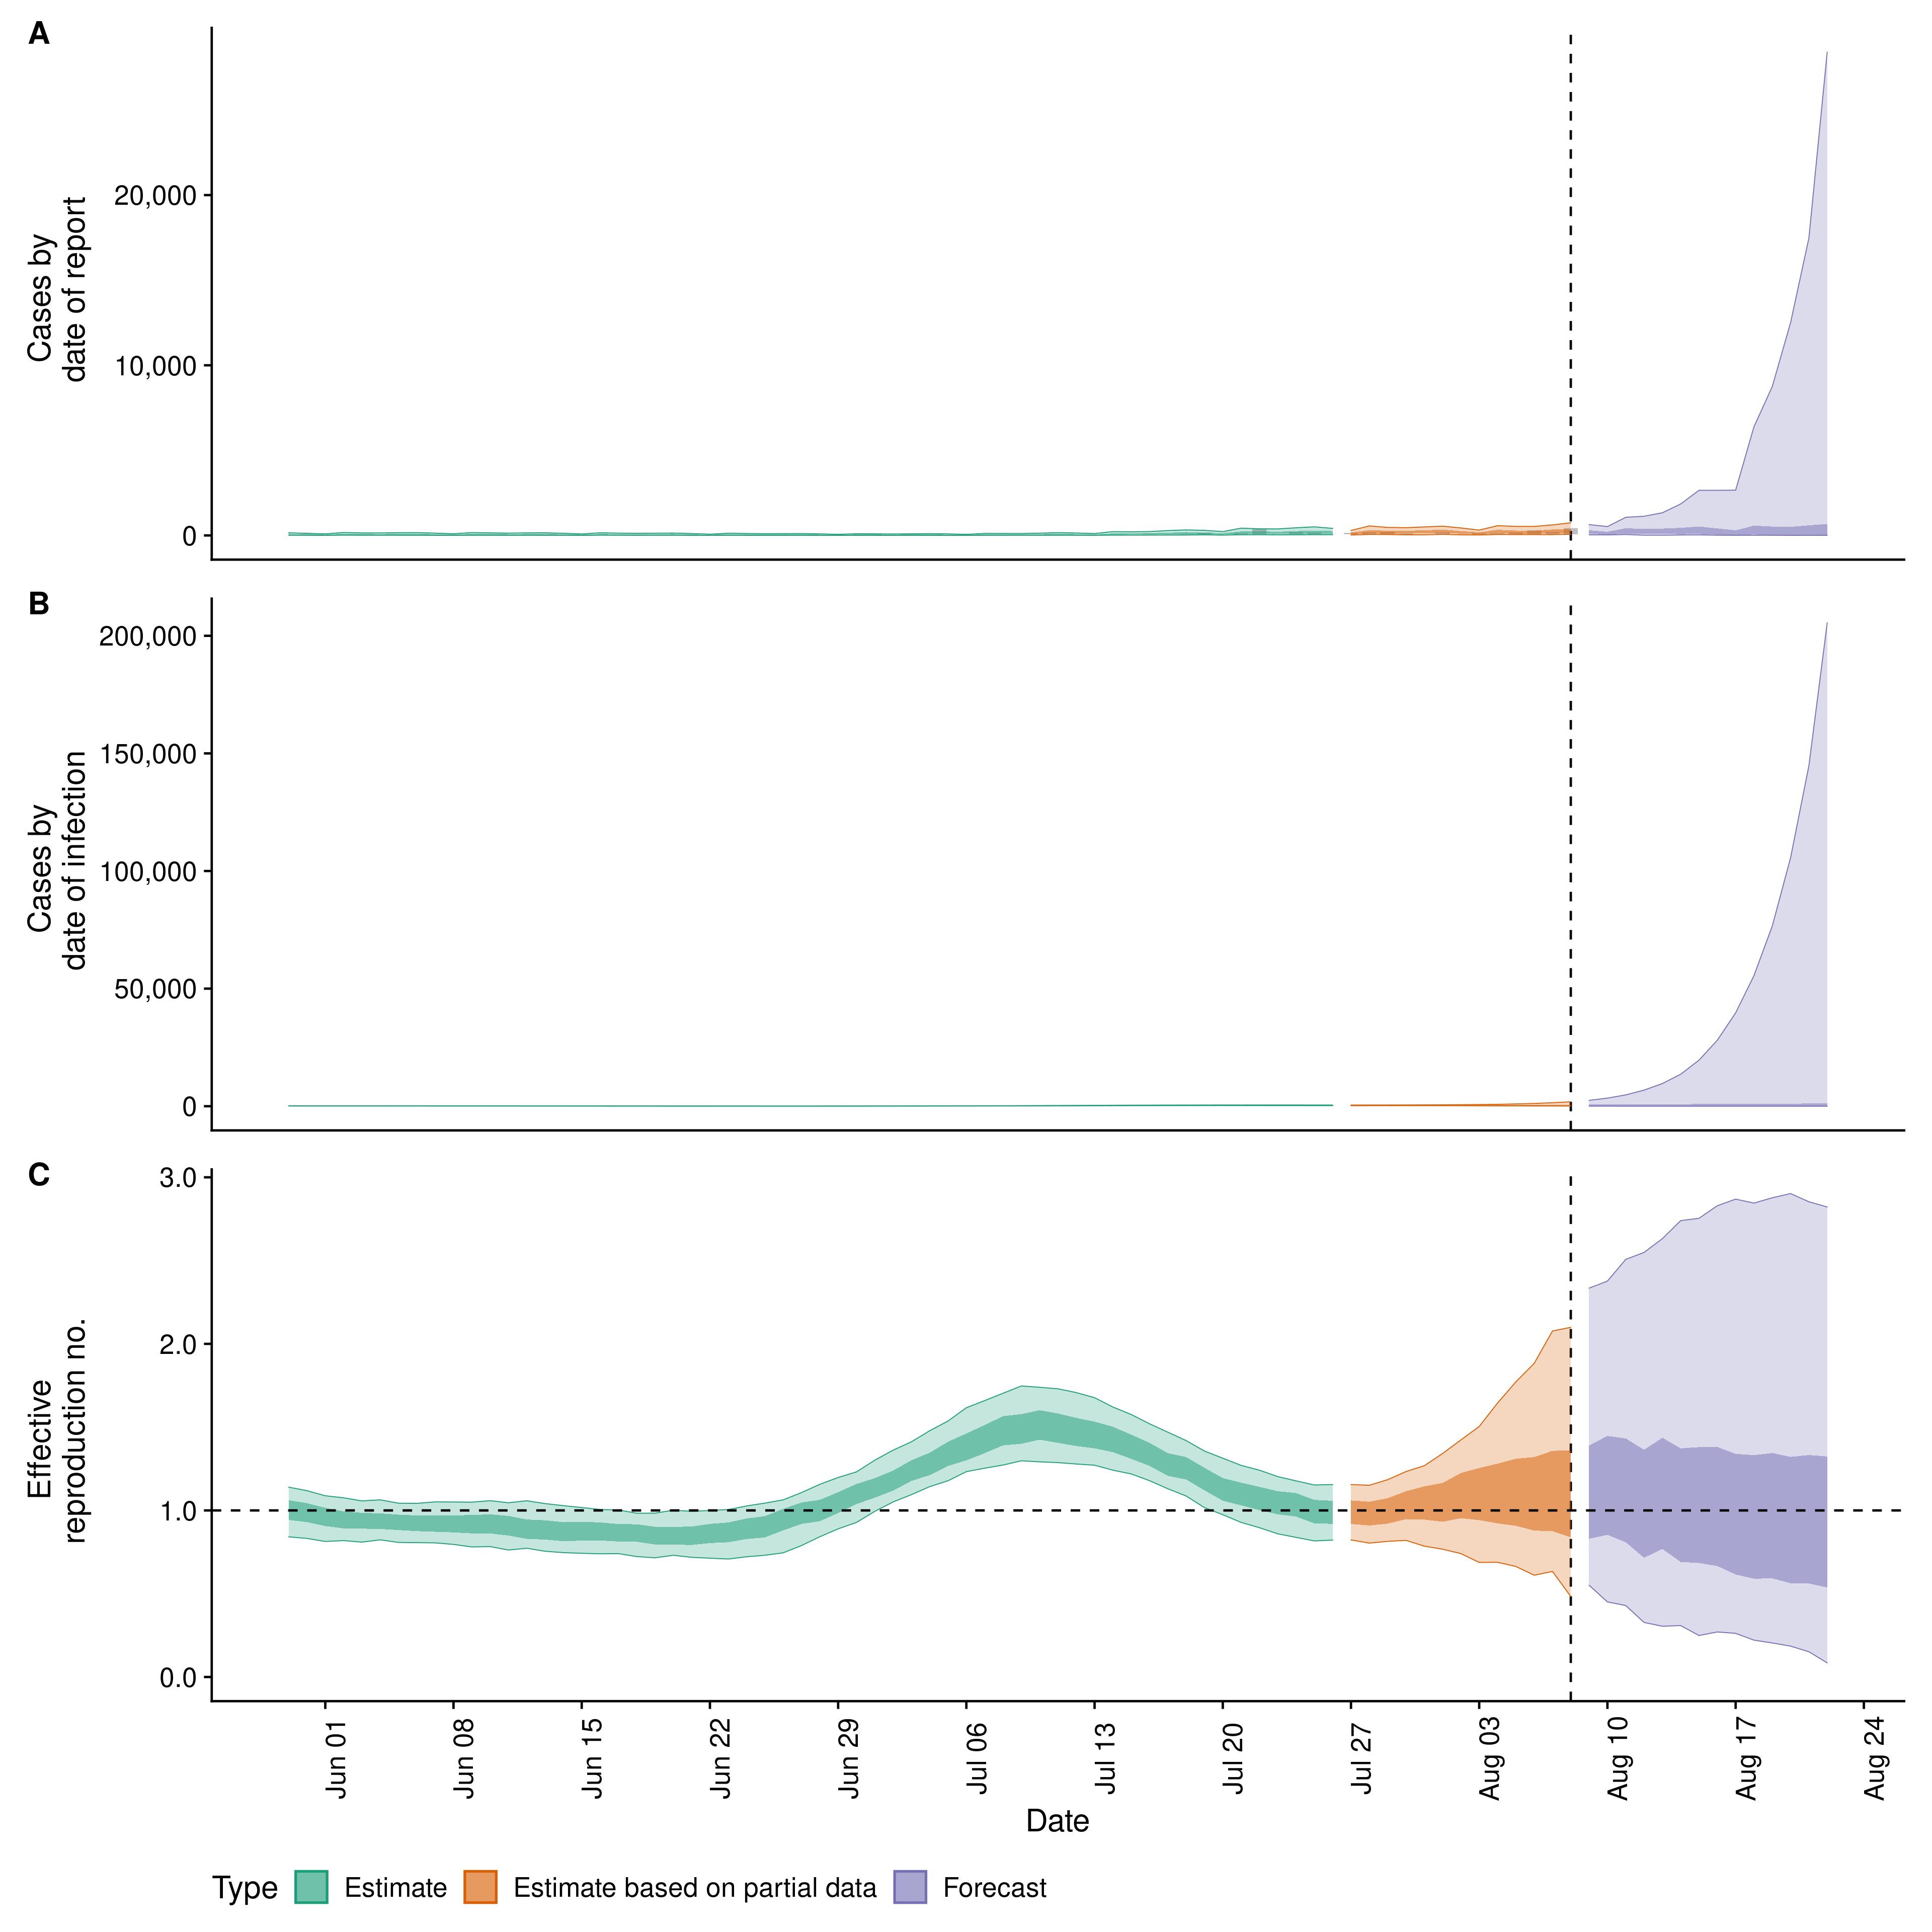 A
Cases by
date of report
20,000
10,000
0
B
Cases by
date of infection
200,000
150,000
100,000
50,000
0
C
Effective
reproduction no.
3.0
2.0
1.0
0.0
Jun 01
Jun 08
Jun 15
Jun 22
Jun 29
Jul 06
Jul 13
Jul 20
Jul 27
Aug 03
Aug 10
Aug 17
Aug 24
Date
Type Estimate Estimate based on partial data Forecast